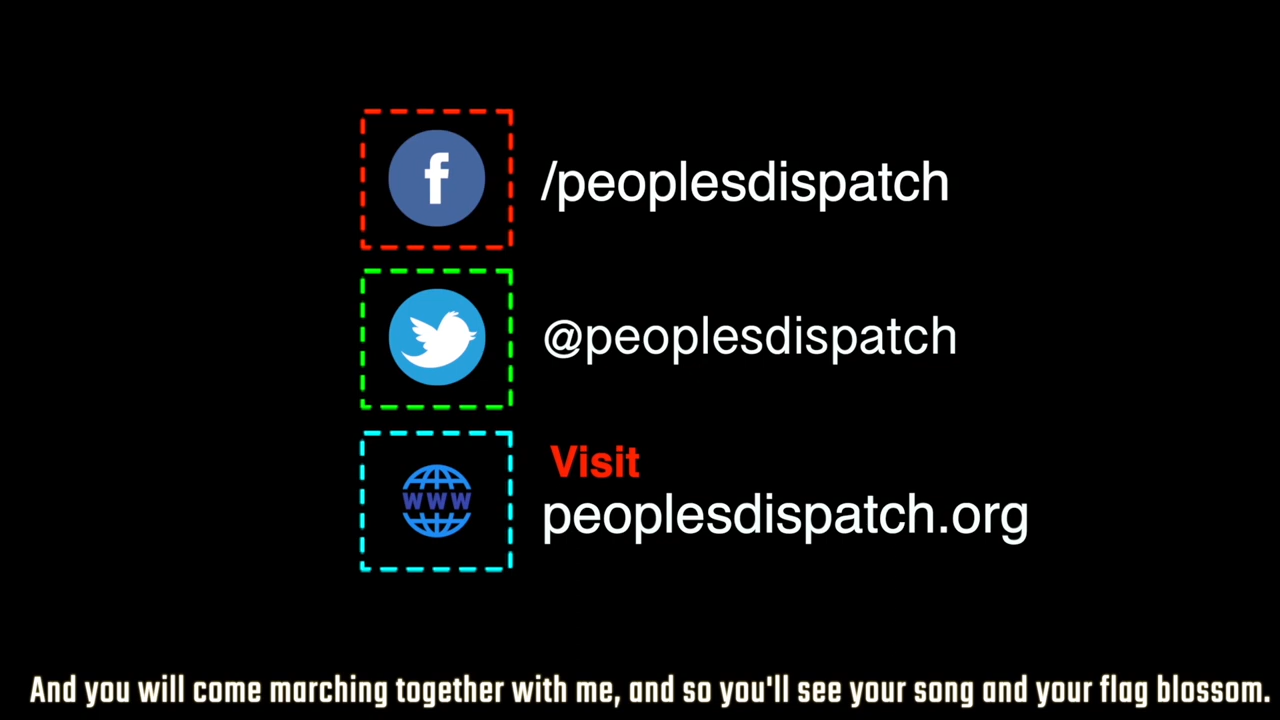 f
/peoplesdispatch
@peoplesdispatch
Visit
www
peoplesdispatch.org
And you will come marching together with me, and so you'll see your song and your flag blossom.